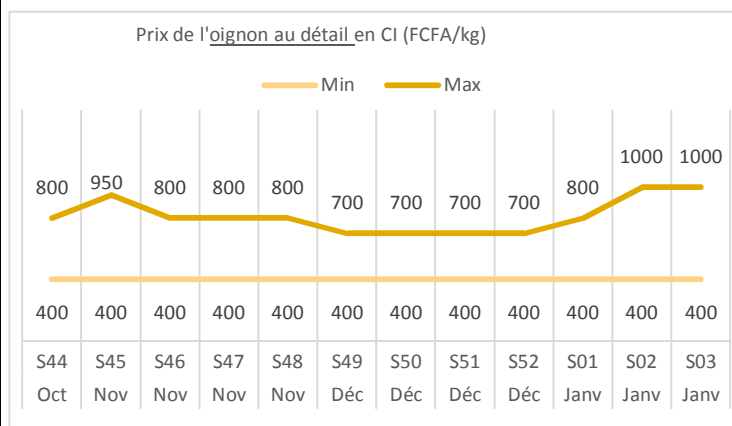 Prix de l'oignon au détail en CI (FCFA/kg)
Min Max
800 950 800 800 800 700 700 700 700 800 1000 1000
400 400 400 400 400 400 400 400 400 400 400 400
S44 S45 S46 S47 S48 S49 S50 S51 S52 S01 S02 S03
Oct Nov Nov Nov Nov Déc Déc Déc Déc Janv Janv Janv